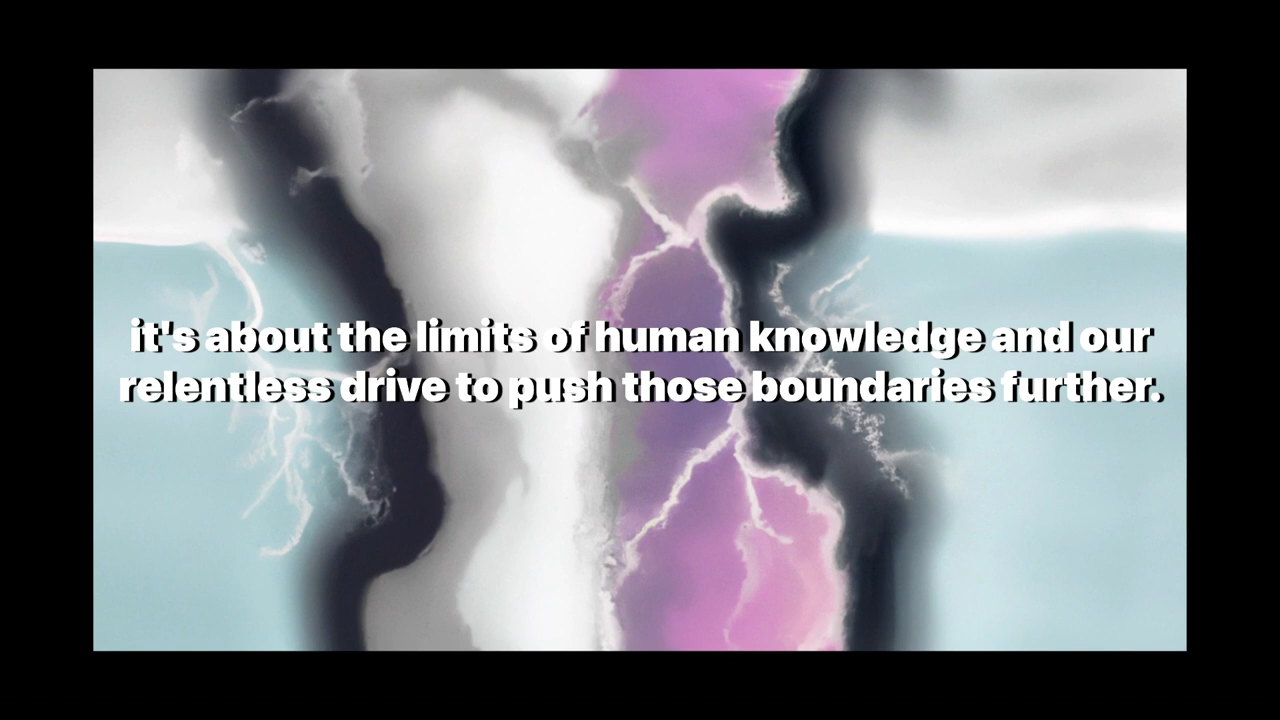 it's about the limits of human knowledge and our
relentless drive to push those boundaries further.